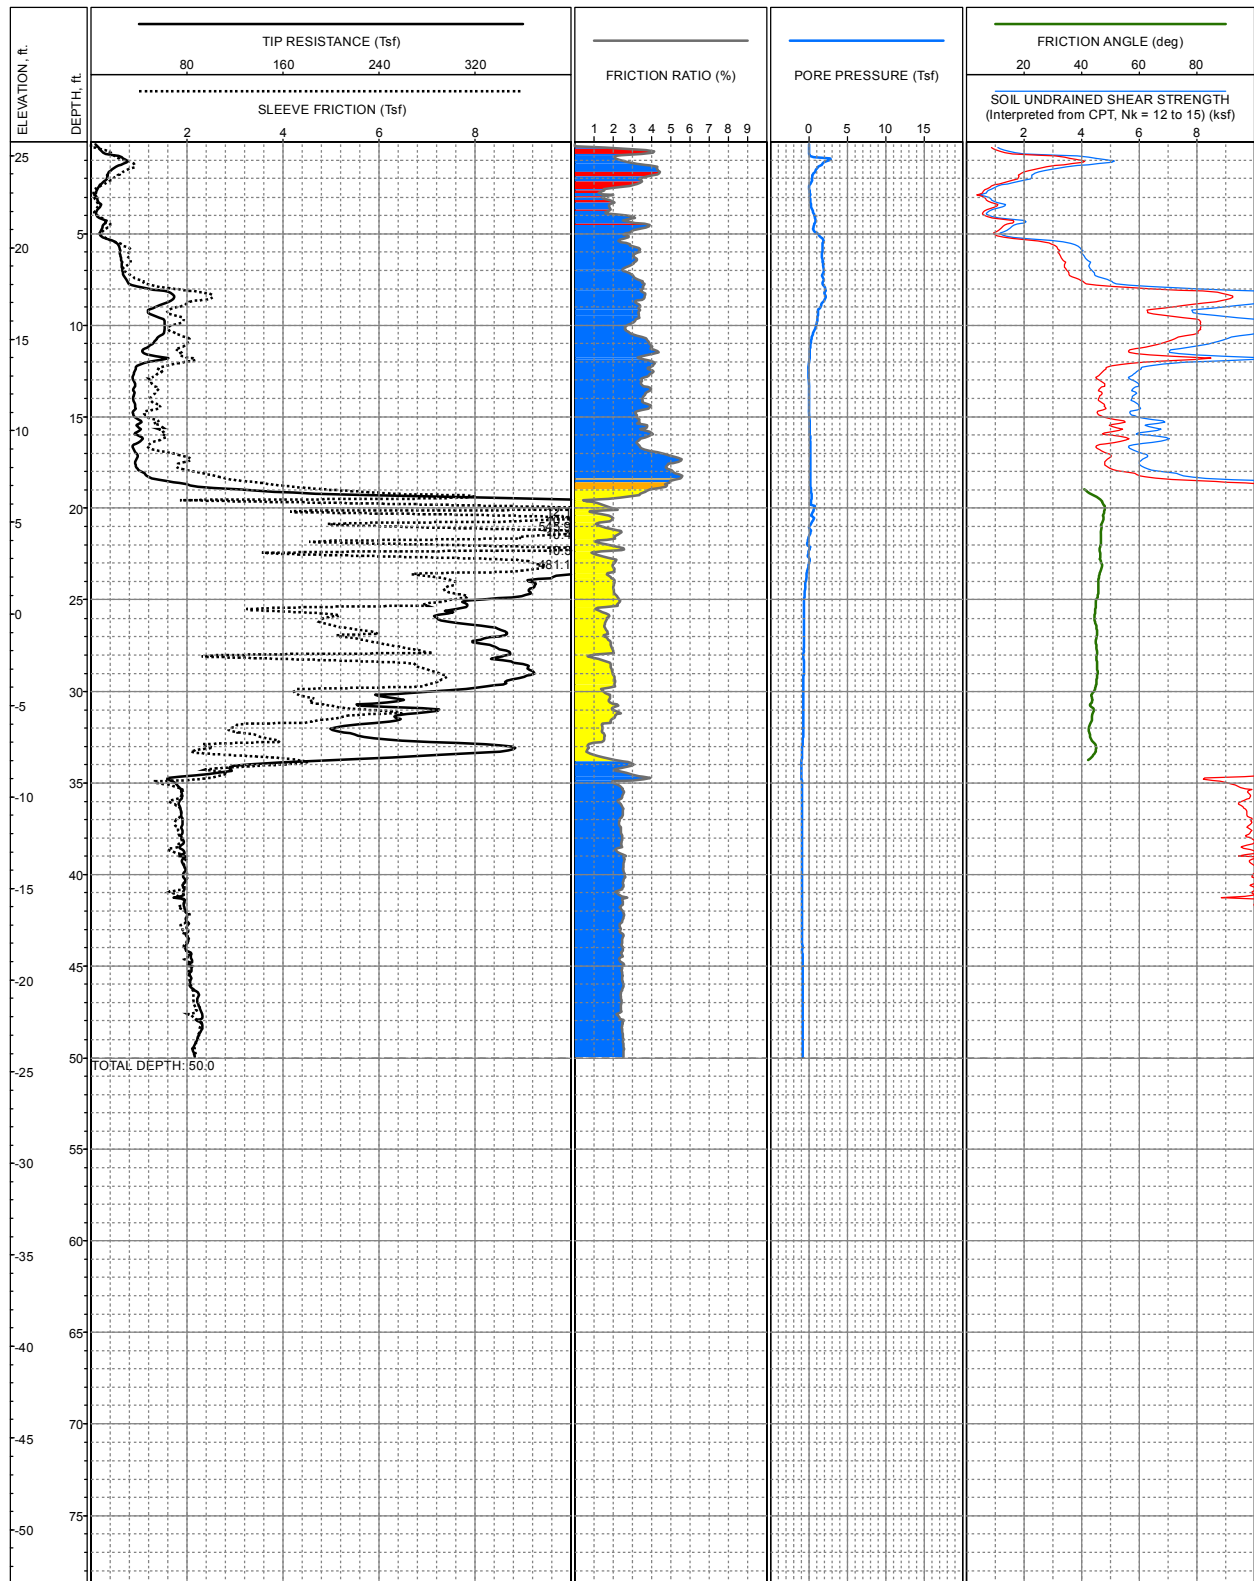 ELEVATION, ft.
DEPTH, ft.
TIP RESISTANCE (Tsf)
80 160 240 320
SLEEVE FRICTION (Tsf)
2 4 6 8
FRICTION RATIO (%)
1 2 3 4 5 6 7 8 9
PORE PRESSURE (Tsf)
0 5 10 15
FRICTION ANGLE (deg)
20 40 60 80
SOIL UNDRAINED SHEAR STRENGTH
(Interpreted from CPT, Nk = 12 to 15) (ksf)
2 4 6 8
25
5
20
10
15
15
10
20
5
481.1
25
0
30
-5
35
-10
40
-15
45
-20
50
TOTAL DEPTH: 50.0
-25
55
-30
60
-35
65
-40
70
-45
75
-50